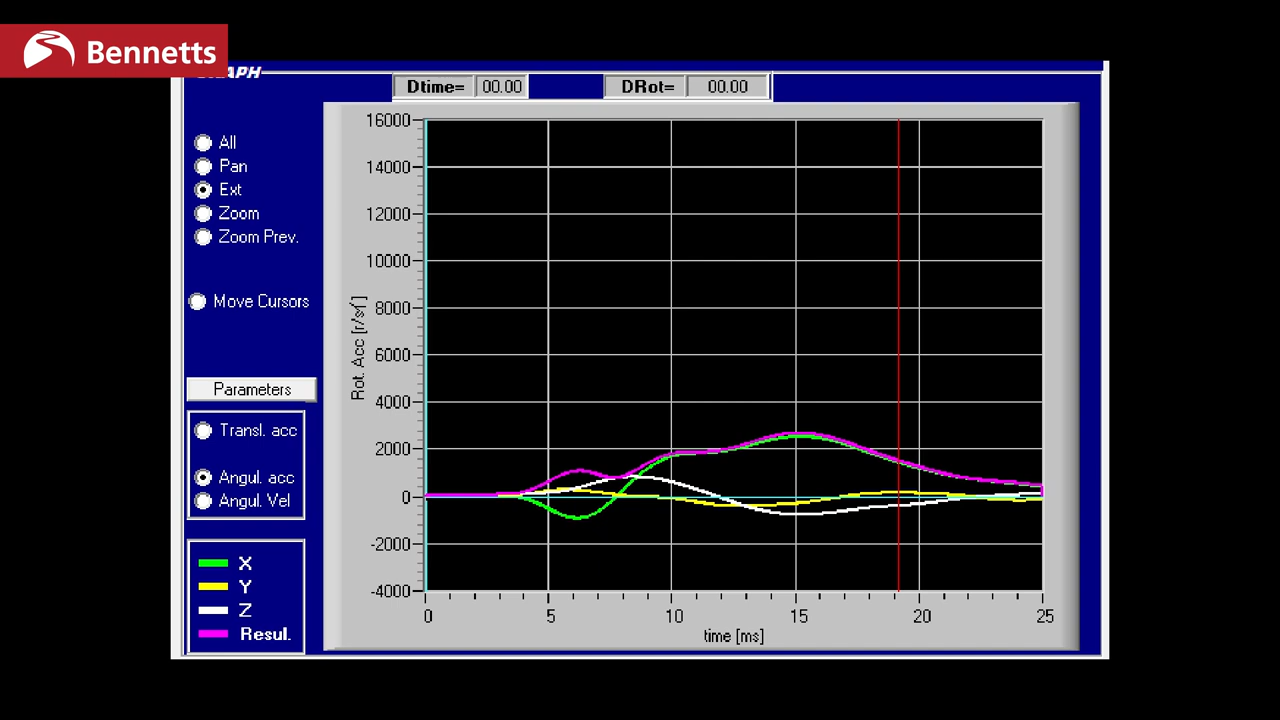 Bennetts
GRAPH
Dtime= 00.00 DRot= 00.00
All
Pan
Ext
Zoom
Zoom Prev.
Move Cursors
Parameters
Transl. acc
Angul. acc
Angul. Vel
X
Y
Z
Resul.
16000
14000
12000
10000
8000
6000
4000
2000
0
-2000
-4000
Rot. Acc
0 5 10 15 20 25
time [ms]